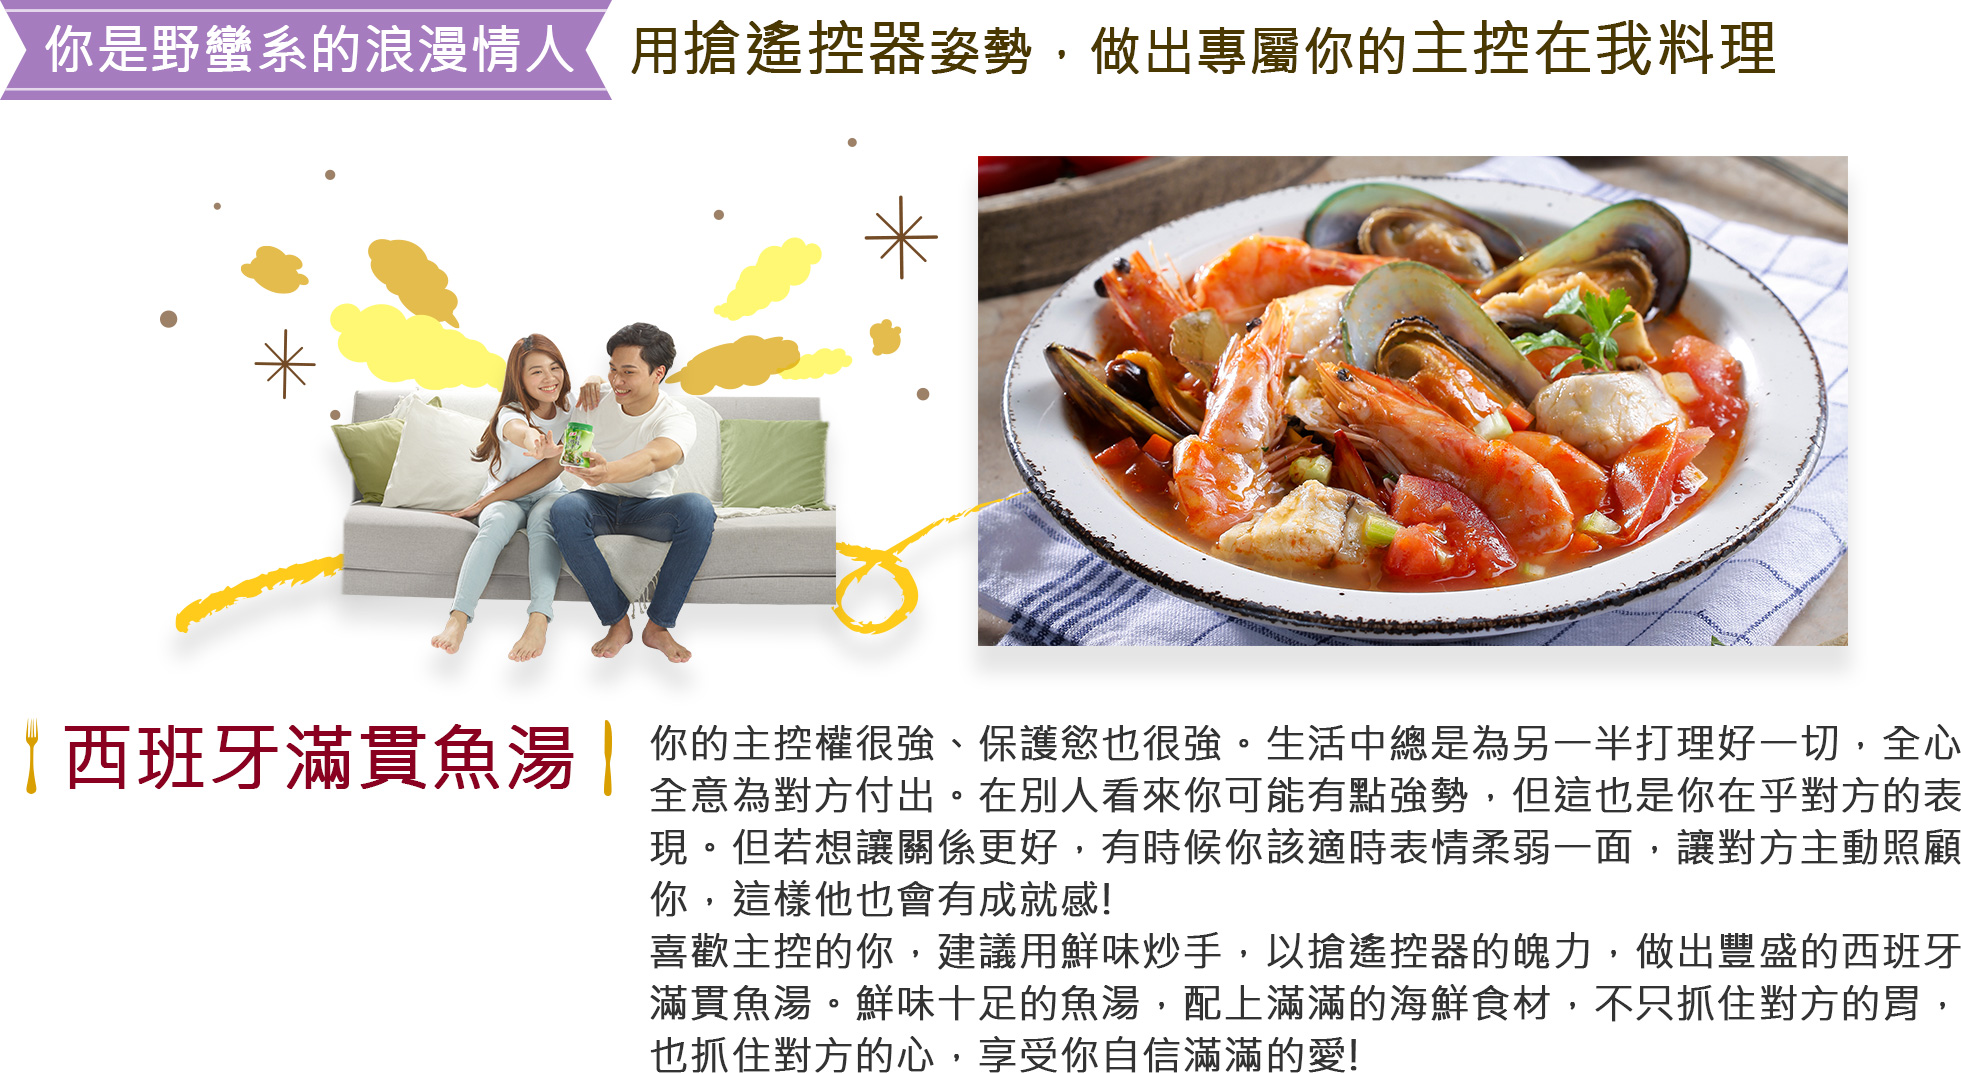 你是野蠻系的浪漫情人
用搶遙控器姿勢，做出專屬你的主控在我料理
西班牙滿貫魚湯
你的主控權很強、保護慾也很強。生活中總是為另一半打理好一切，全心
全意為對方付出。在別人看來你可能有點強勢，但這也是你在乎對方的表
現。但若想讓關係更好，有時候你該適時表情柔弱一面，讓對方主動照顧
你，這樣他也會有成就感!
喜歡主控的你，建議用鮮味炒手，以搶遙控器的魄力，做出豐盛的西班牙
滿貫魚湯。鮮味十足的魚湯，配上滿滿的海鮮食材，不只抓住對方的胃，
也抓住對方的心，享受你自信滿滿的愛!